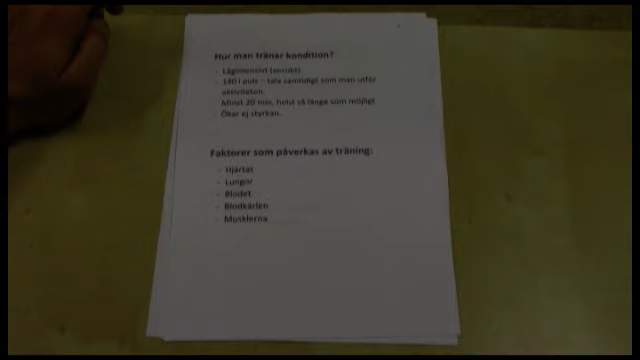 Hur man tränar kondition?
- Lågintensivt (aerobt)
- 140 i puls – tala samtidigt som man utför
aktiviteten.
- Minst 20 min, helst så länge som möjligt
- Ökar ej styrkan.
Faktorer som påverkas av träning:
- Hjärtat
- Lungor
- Blodet
- Blodkärlen
- Musklerna